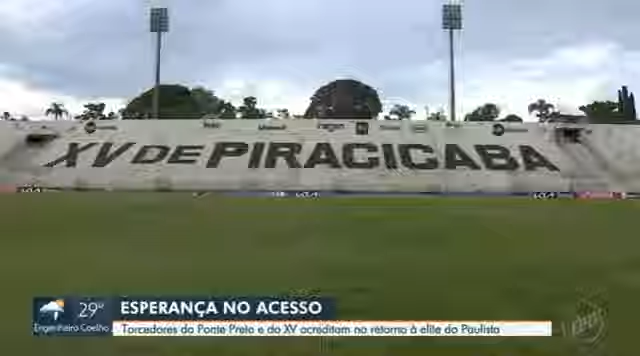 XV DE PIRACICABA
29°
ESPERANÇA NO ACESSO
Engenheiro Coelho
Torcedores da Ponte Preta e do XV acreditam no retorno à elite do Paulista